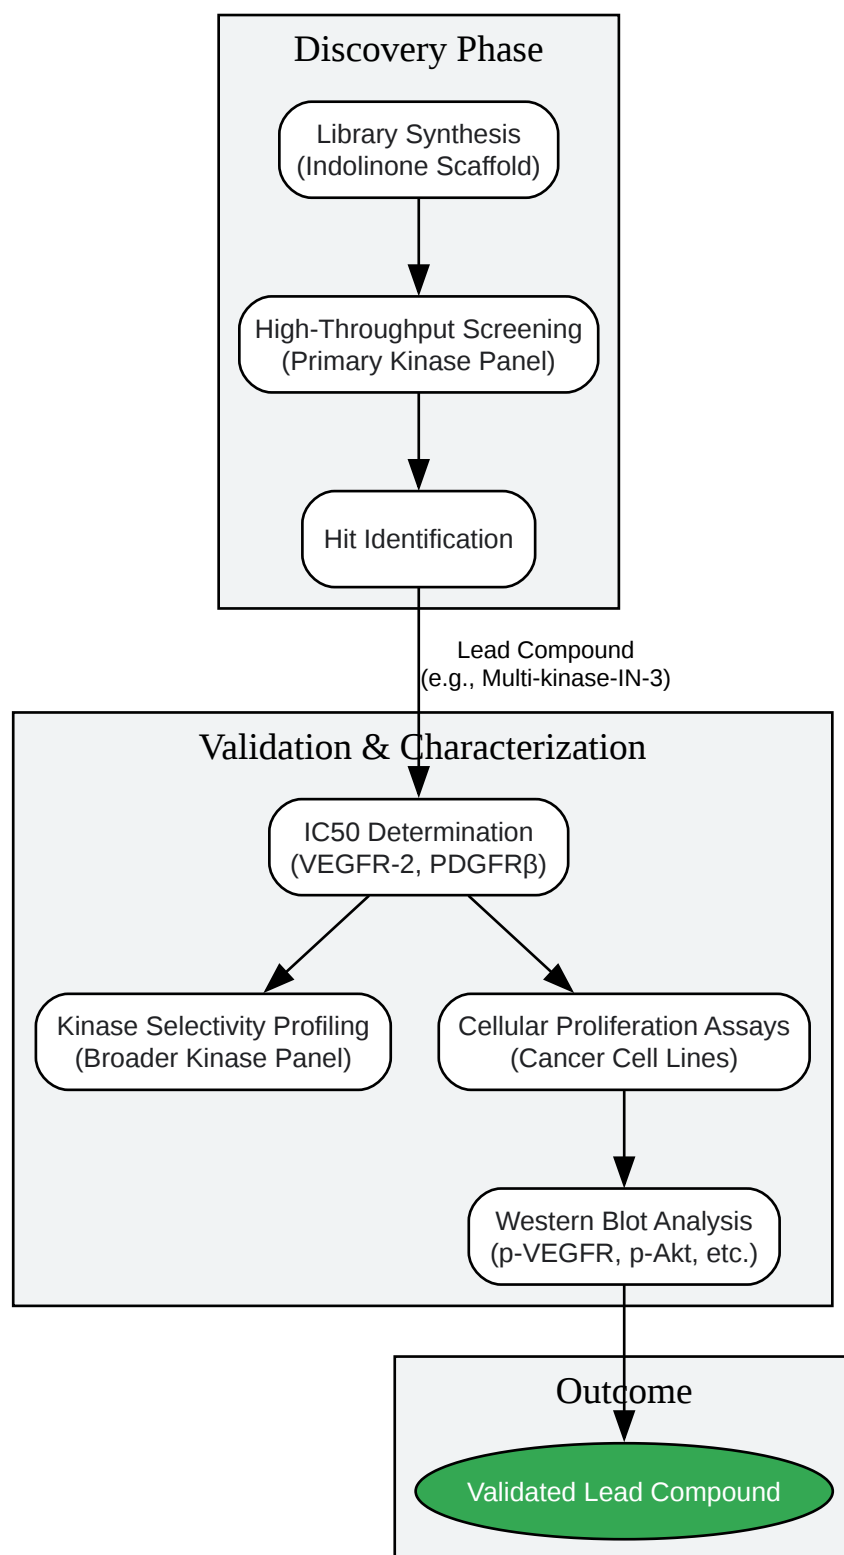 Discovery Phase
Library Synthesis
(Indolinone Scaffold)
High-Throughput Screening
(Primary Kinase Panel)
Hit Identification
Lead Compound
(e.g., Multi-kinase-IN-3)
Validation & Characterization
IC50 Determination
(VEGFR-2, PDGFRβ)
Kinase Selectivity Profiling
(Broader Kinase Panel)
Cellular Proliferation Assays
(Cancer Cell Lines)
Western Blot Analysis
(p-VEGFR, p-Akt, etc.)
Outcome
Validated Lead Compound